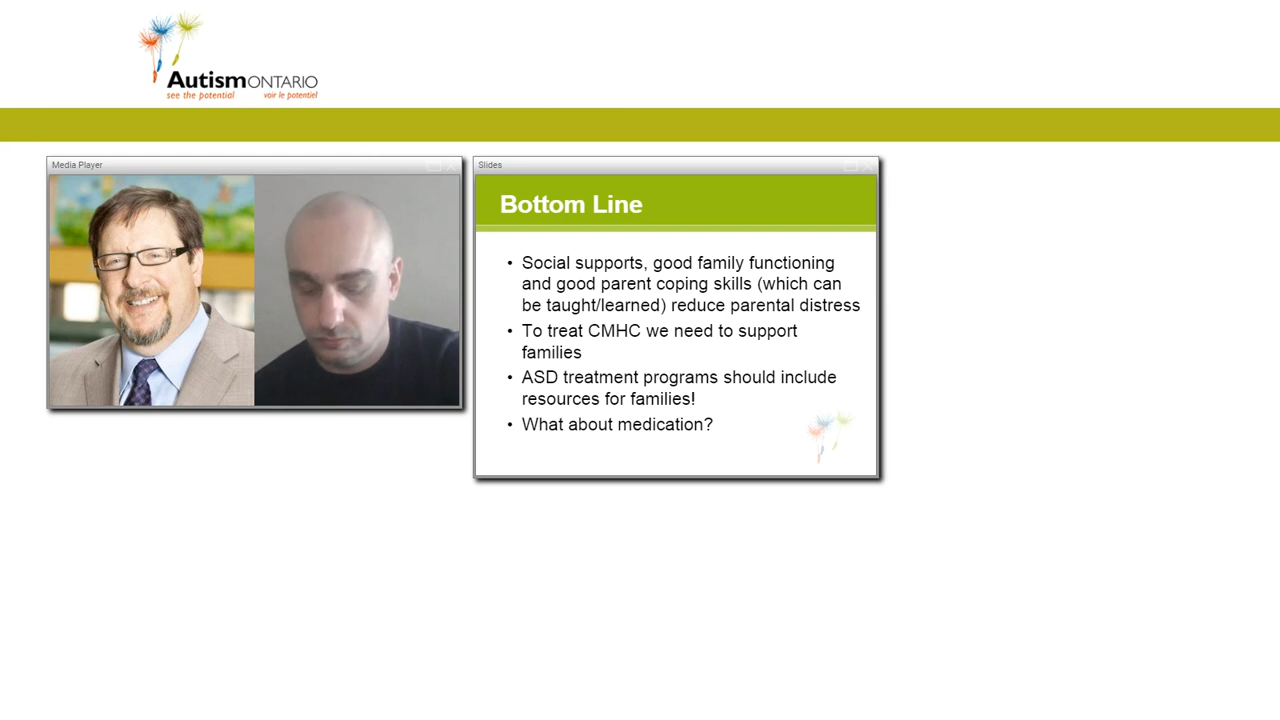 Autism ONTARIO
see the potential voir le potentiel
Media Player
Slides
Bottom Line
• Social supports, good family functioning
and good parent coping skills (which can
be taught/learned) reduce parental distress
• To treat CMHC we need to support
families
• ASD treatment programs should include
resources for families!
• What about medication?